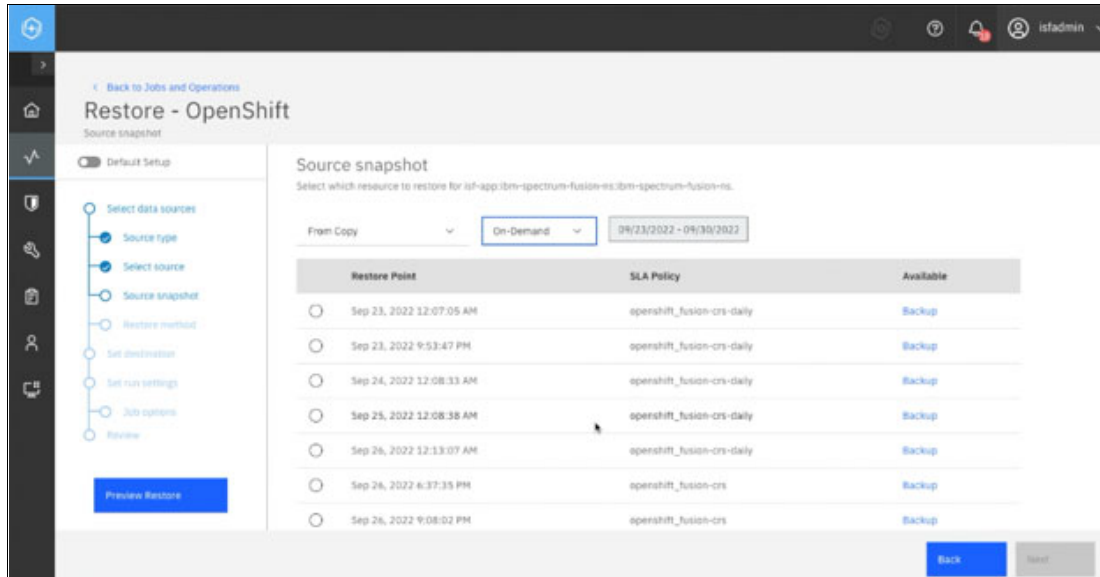 isfadmin
Back to Jobs and Operations
Restore - OpenShift
Source snapshot
Default Setup
Select data sources
Source type
Select source
Source snapshot
Restore method
Set destination
Set run settings
Job options
Review
Preview Restore
Source snapshot
Select which resource to restore for isf-app:ibm-spectrum-fusion-ns:ibm-spectrum-fusion-ns.
From Copy On-Demand 09/23/2022 - 09/30/2022
Restore Point SLA Policy Available
Sep 23, 2022 12:07:05 AM openshift_fusion-crs-daily Backup
Sep 23, 2022 9:53:47 PM openshift_fusion-crs-daily Backup
Sep 24, 2022 12:08:33 AM openshift_fusion-crs-daily Backup
Sep 25, 2022 12:08:38 AM openshift_fusion-crs-daily Backup
Sep 26, 2022 12:13:07 AM openshift_fusion-crs-daily Backup
Sep 26, 2022 6:37:35 PM openshift_fusion-crs Backup
Sep 26, 2022 9:08:02 PM openshift_fusion-crs Backup
Back Next